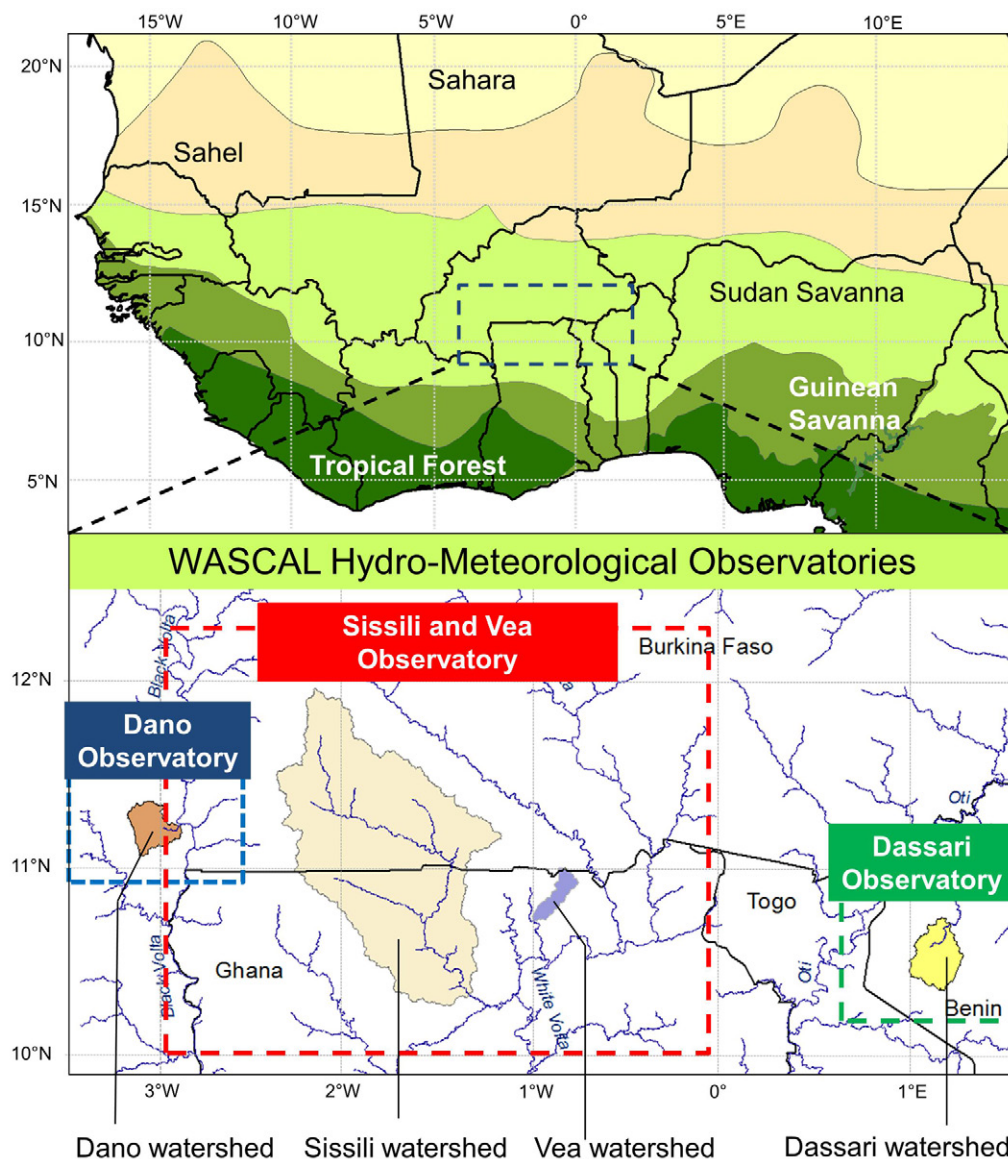 15°W 10°W 5°W 0° 5°E 10°E
20°N
Sahara
Sahel
15°N
Sudan Savanna
10°N
Guinean
Savanna
Tropical Forest
5°N
WASCAL Hydro-Meteorological Observatories
Sissili and Vea
Observatory
Burkina Faso
Black Volta
12°N
Dano
Observatory
Oti
11°N
Dassari
Observatory
Togo
Ghana
Black Volta
White Volta
Oti
Benin
10°N
3°W 2°W 1°W 0° 1°E
Dano watershed Sissili watershed Vea watershed Dassari watershed